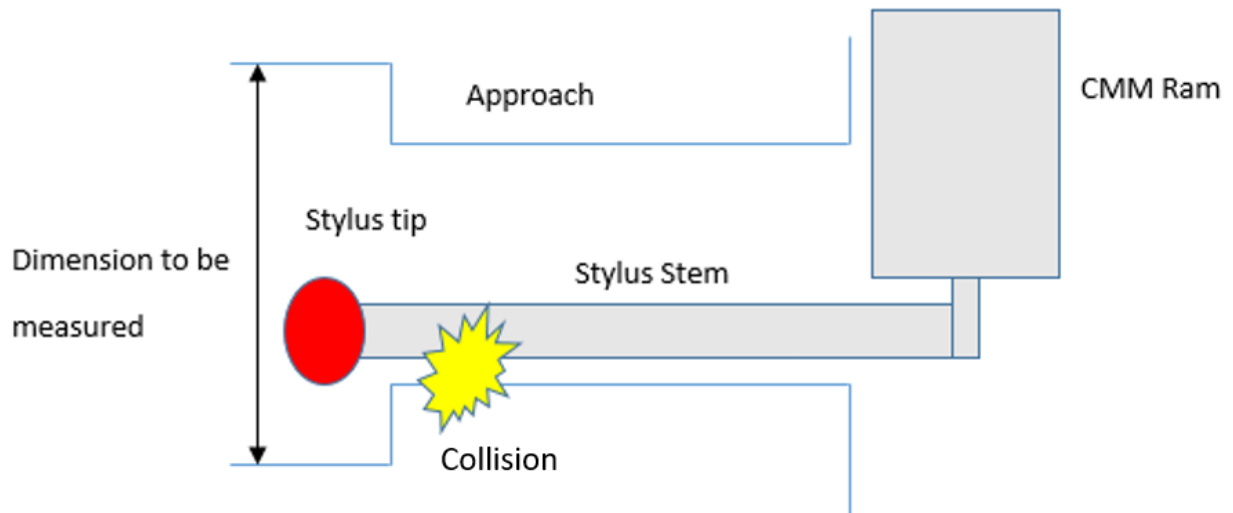 Approach
CMM Ram
Stylus tip
Dimension to be
measured
Stylus Stem
Collision